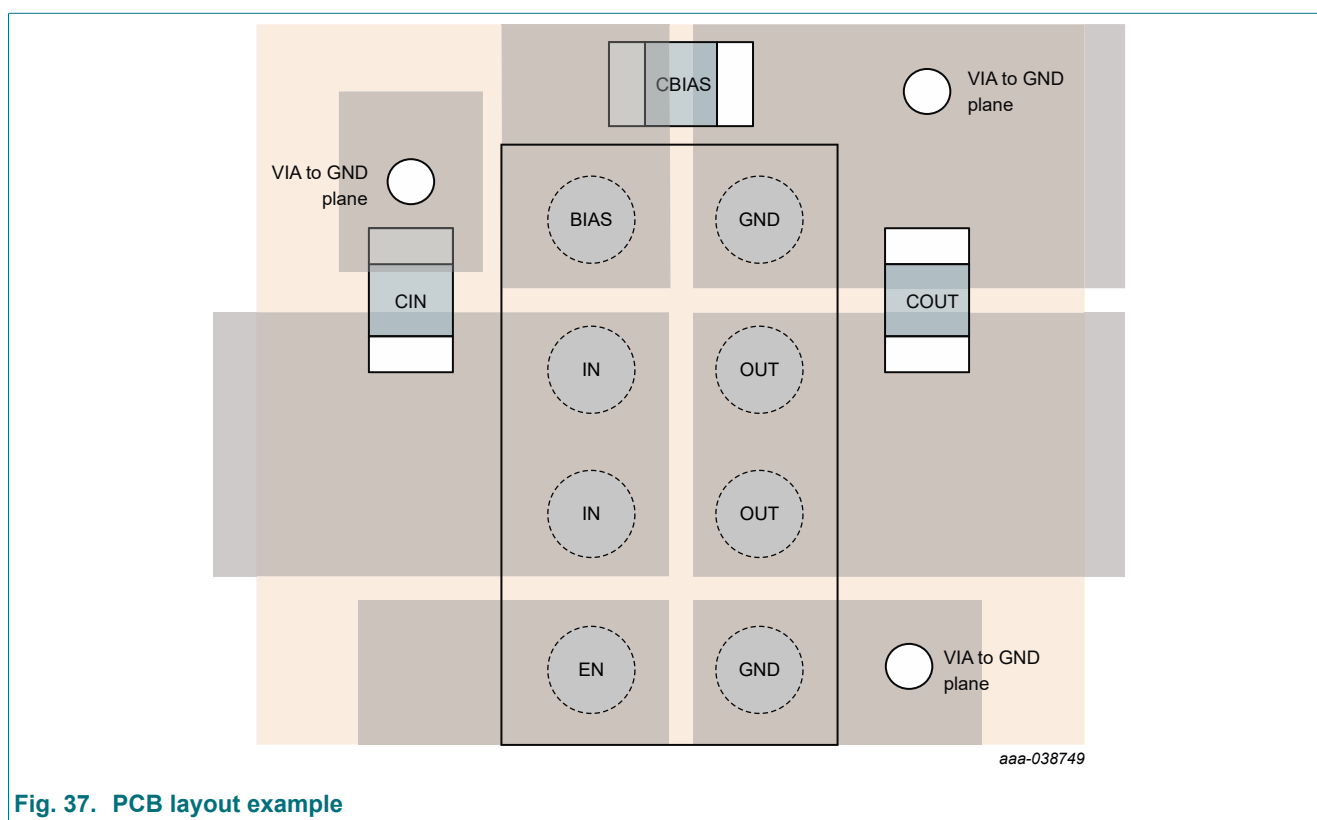 CBIAS
VIA to GND
plane
VIA to GND
plane
BIAS
GND
CIN
COUT
IN
OUT
IN
OUT
EN
GND
VIA to GND
plane
aaa-038749
Fig. 37. PCB layout example